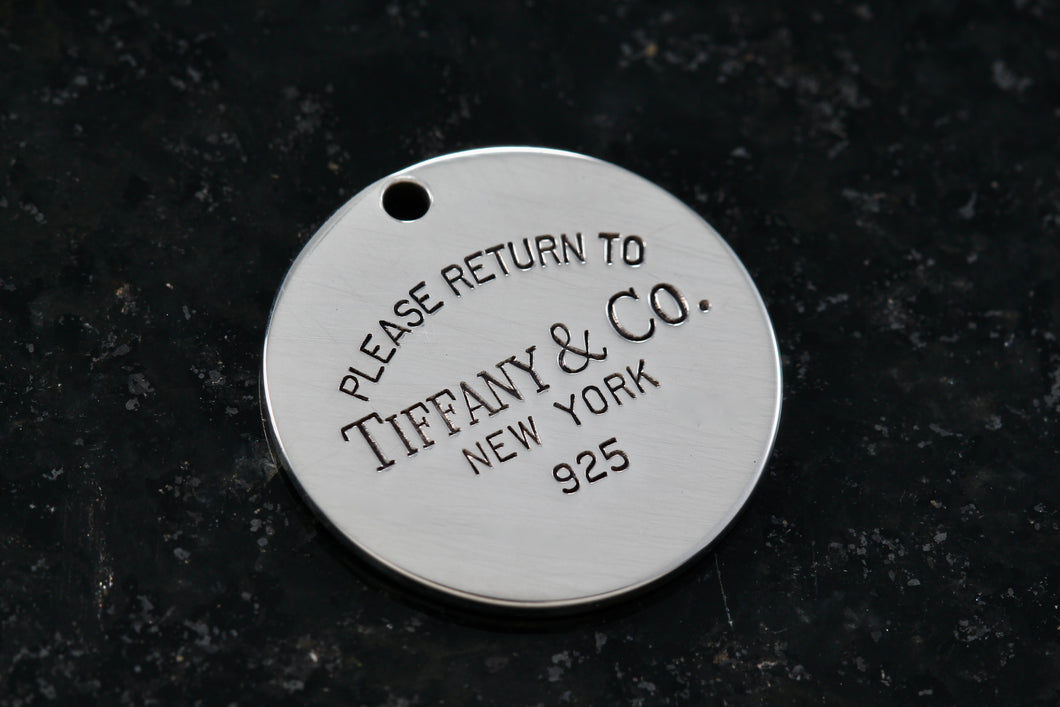 PLEASE RETURN TO
TIFFANY & CO.
NEW YORK
925